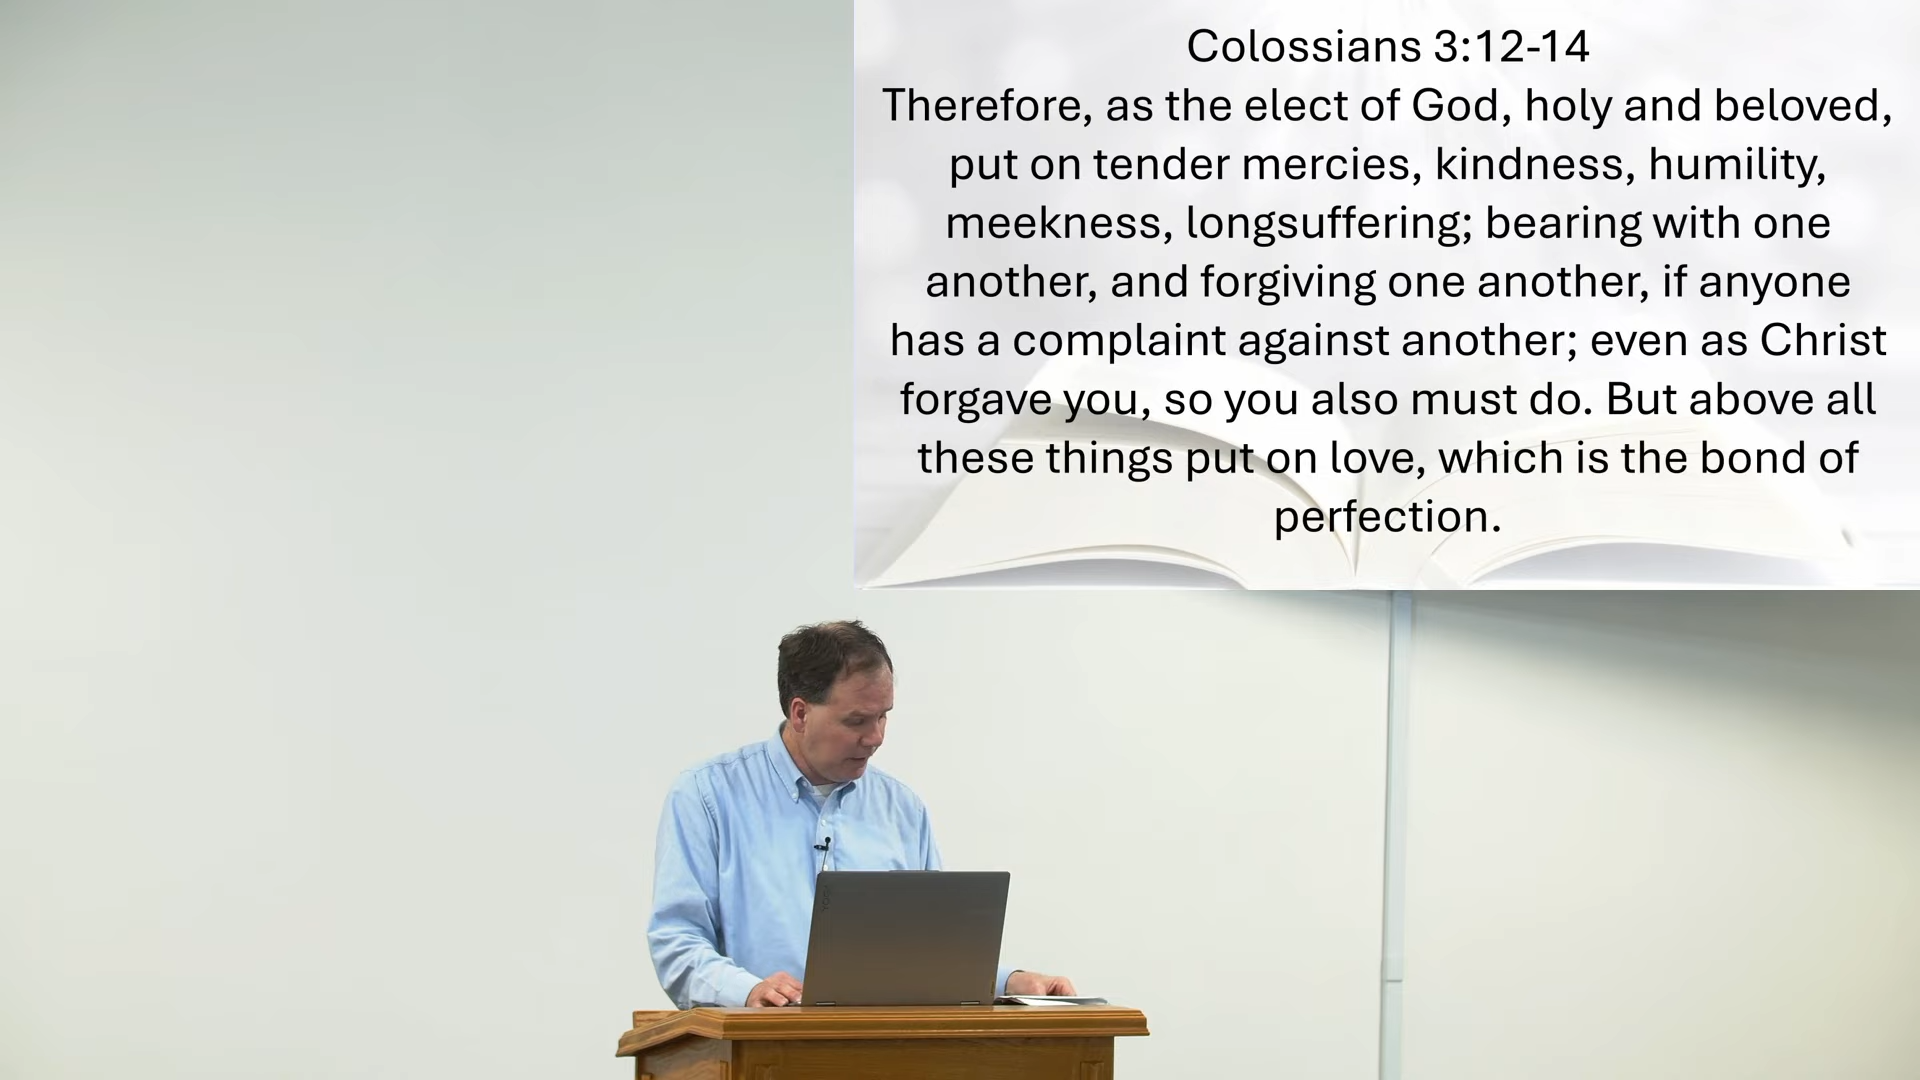 Colossians 3:12-14
Therefore, as the elect of God, holy and beloved,
put on tender mercies, kindness, humility,
meekness, longsuffering; bearing with one
another, and forgiving one another, if anyone
has a complaint against another; even as Christ
forgave you, so you also must do. But above all
these things put on love, which is the bond of
perfection.